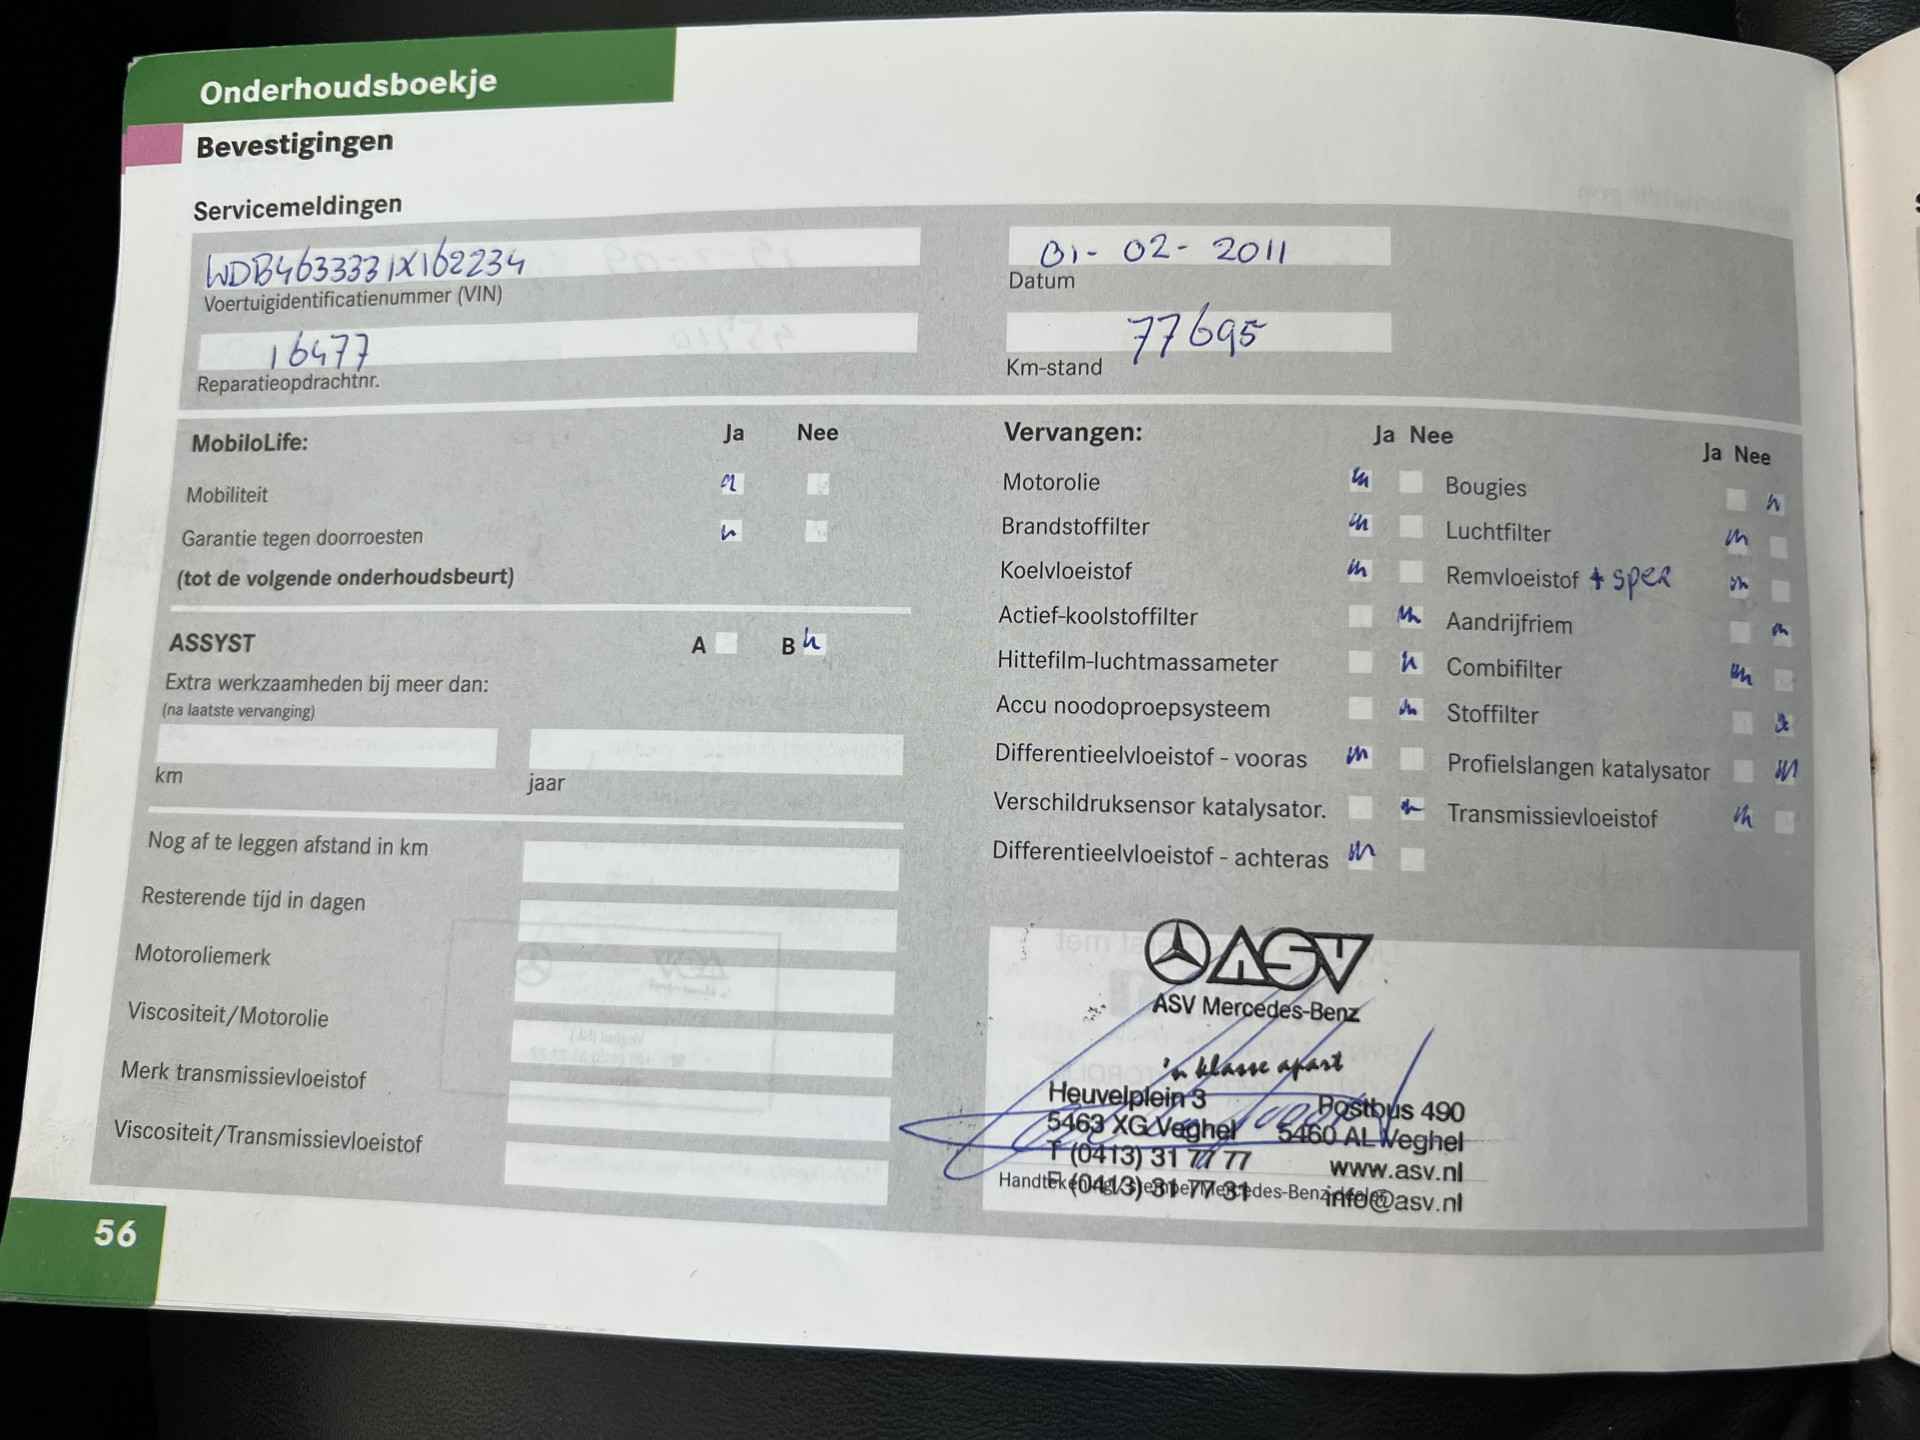 Onderhoudsboekje
Bevestigingen
Servicemeldingen
WDB4633331X162234
Voertuigidentificatienummer (VIN)
01-02-2011
Datum
16477
Reparatieopdrachtnr.
77695
Km-stand
MobiloLife: Ja Nee
Mobiliteit
Garantie tegen doorroesten
(tot de volgende onderhoudsbeurt)
ASSYST A B
Extra werkzaamheden bij meer dan:
(na laatste vervanging)
km jaar
Nog af te leggen afstand in km
Resterende tijd in dagen
Motoroliemerk
Viscositeit/Motorolie
Merk transmissievloeistof
Viscositeit/Transmissievloeistof
Vervangen: Ja Nee Ja Nee
Motorolie Bougies
Brandstoffilter Luchtfilter
Koelvloeistof Remvloeistof + SPER
Actief-koolstoffilter Aandrijfriem
Hittefilm-luchtmassameter Combifilter
Accu noodoproepsysteem Stoffilter
Differentieelvloeistof - vooras Profielslangen katalysator
Verschildruksensor katalysator. Transmissievloeistof
Differentieelvloeistof - achteras
ASV
ASV Mercedes-Benz
'n klasse apart
Heuvelplein 3 Postbus 490
5463 XG Veghel 5460 AL Veghel
T (0413) 31 77 77 www.asv.nl
F (0413) 31 77 31 info@asv.nl
56